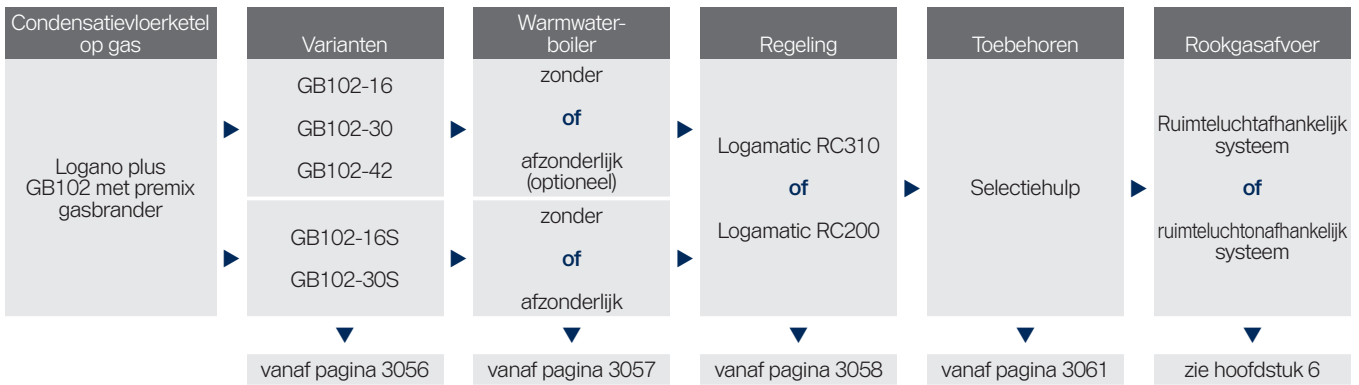 Condensatievloerketel
op gas
Varianten
Warmwater-
boiler
Regeling
Toebehoren
Rookgasafvoer
Logano plus
GB102 met premix
gasbrander
GB102-16
GB102-30
GB102-42
GB102-16S
GB102-30S
zonder
of
afzonderlijk
(optioneel)
zonder
of
afzonderlijk
Logamatic RC310
of
Logamatic RC200
Selectiehulp
Ruimteluchtafhankelijk
systeem
of
ruimteluchtonafhankelijk
systeem
vanaf pagina 3056
vanaf pagina 3057
vanaf pagina 3058
vanaf pagina 3061
zie hoofdstuk 6